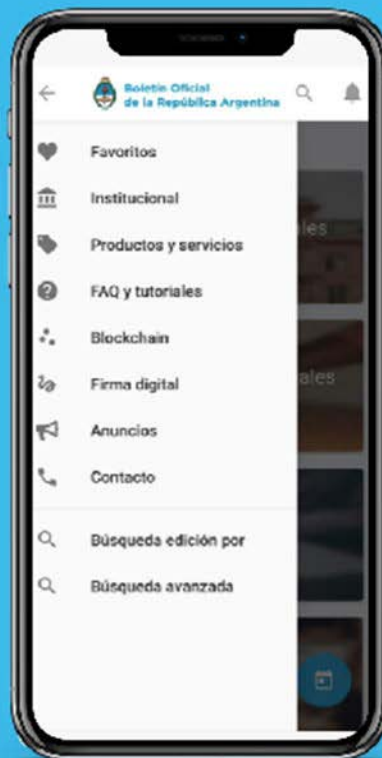 Boletín Oficial
de la República Argentina
Favoritos
Institucional
Productos y servicios
FAQ y tutoriales
Blockchain
Firma digital
Anuncios
Contacto
Búsqueda edición por
Búsqueda avanzada